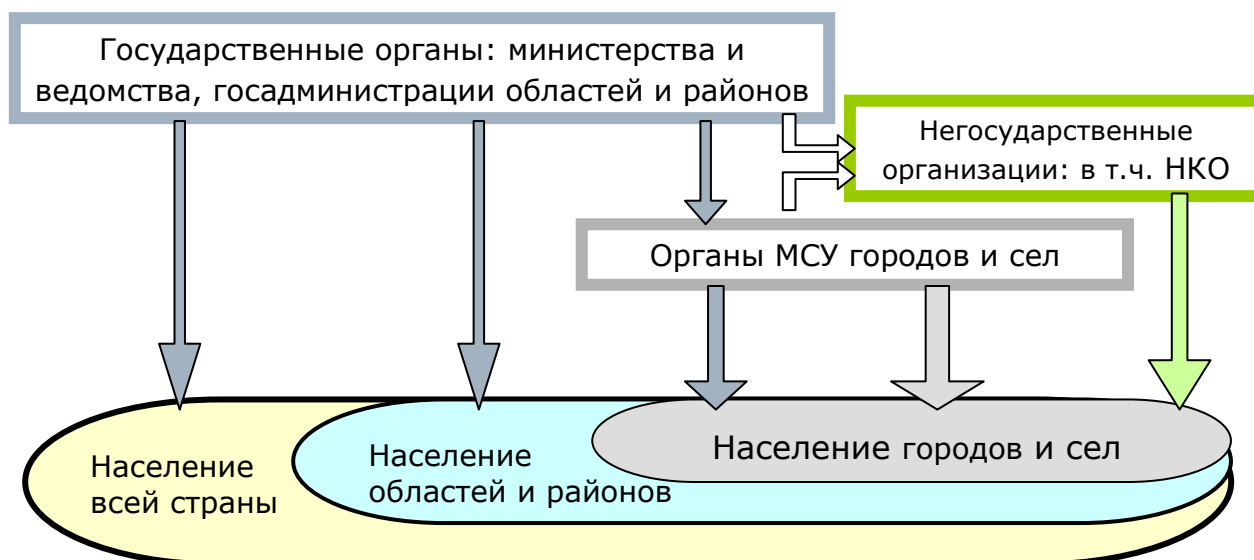 Государственные органы: министерства и
ведомства, госадминистрации областей и районов
Негосударственные
организации: в т.ч. НКО
Органы МСУ городов и сел
Население городов и сел
Население
областей и районов
Население
всей страны